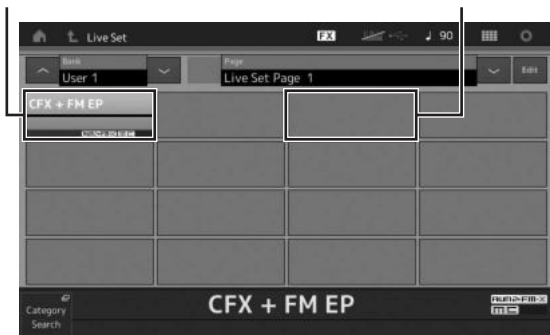 Live Set
FX
♩ 90
Bank
User 1
Page
Live Set Page 1
Edit
CFX + FM EP
Category
Search
CFX + FM EP